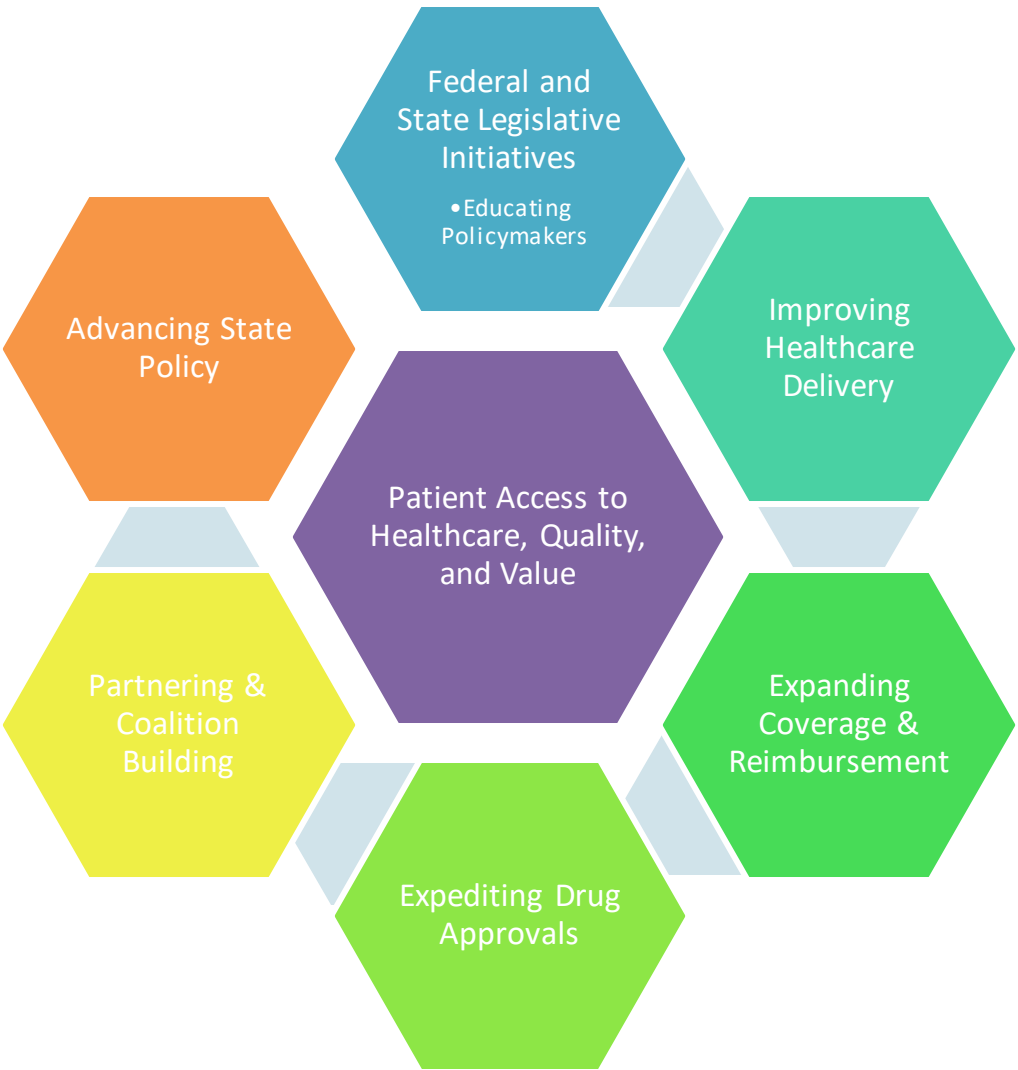 Federal and
State Legislative
Initiatives
•Educating
Policymakers
Improving
Healthcare
Delivery
Advancing State
Policy
Patient Access to
Healthcare, Quality,
and Value
Expanding
Coverage &
Reimbursement
Partnering &
Coalition
Building
Expediting Drug
Approvals